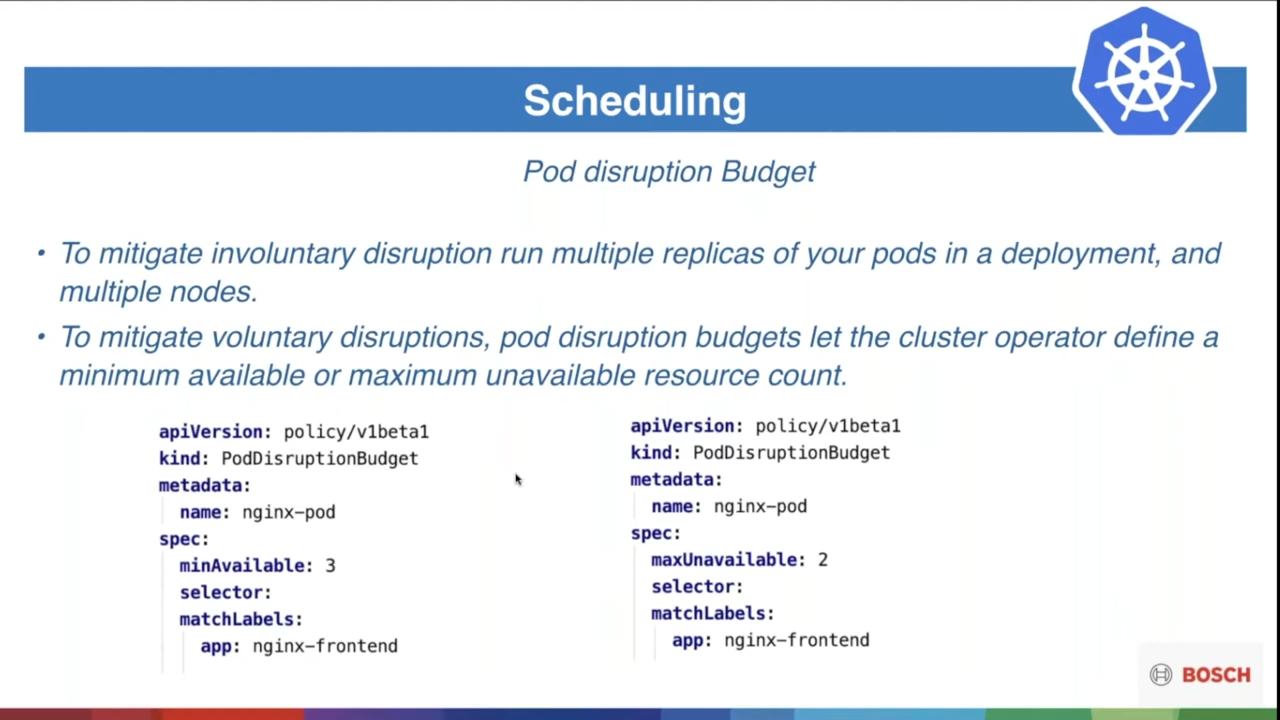 Scheduling
Pod disruption Budget
• To mitigate involuntary disruption run multiple replicas of your pods in a deployment, and
multiple nodes.
• To mitigate voluntary disruptions, pod disruption budgets let the cluster operator define a
minimum available or maximum unavailable resource count.
apiVersion: policy/v1beta1
kind: PodDisruptionBudget
metadata:
  name: nginx-pod
spec:
  minAvailable: 3
  selector:
  matchLabels:
    app: nginx-frontend
apiVersion: policy/v1beta1
kind: PodDisruptionBudget
metadata:
  name: nginx-pod
spec:
  maxUnavailable: 2
  selector:
  matchLabels:
    app: nginx-frontend
BOSCH